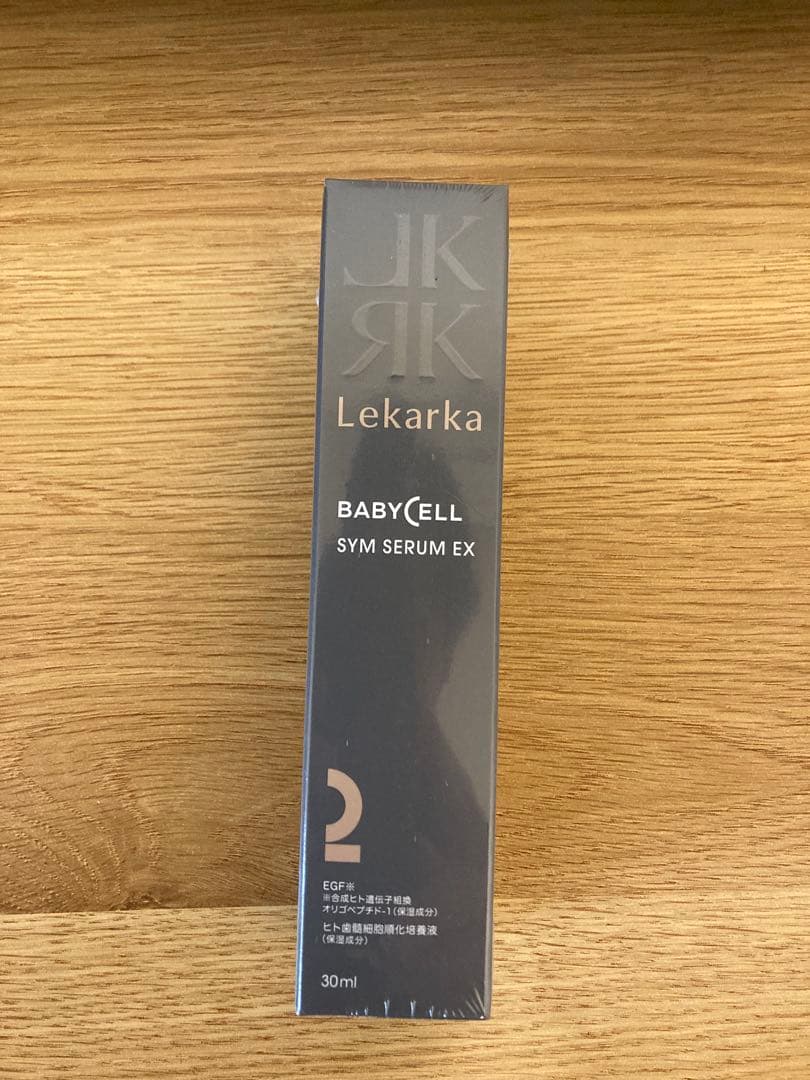 LK
RK
Lekarka
BABYCELL
SYM SERUM EX
2
EGF※
※合成ヒト遺伝子組換
オリゴペプチド-1(保湿成分)
ヒト歯髄細胞順化培養液
(保湿成分)
30ml